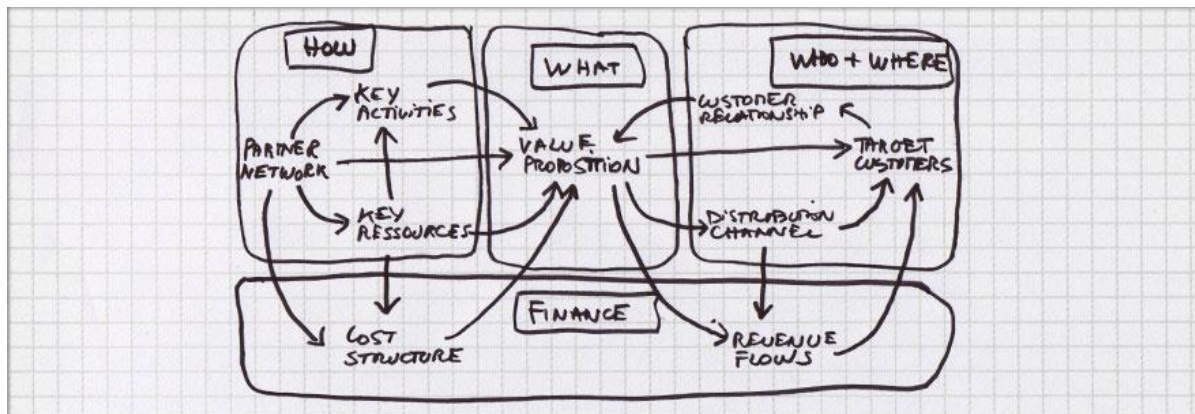 HOW
KEY
ACTIVITIES
PARTNER
NETWORK
KEY
RESSOURCES
WHAT
VALUE
PROPOSITION
WHO + WHERE
CUSTOMER
RELATIONSHIP
TARGET
CUSTOMERS
DISTRIBUTION
CHANNEL
FINANCE
COST
STRUCTURE
REVENUE
FLOWS